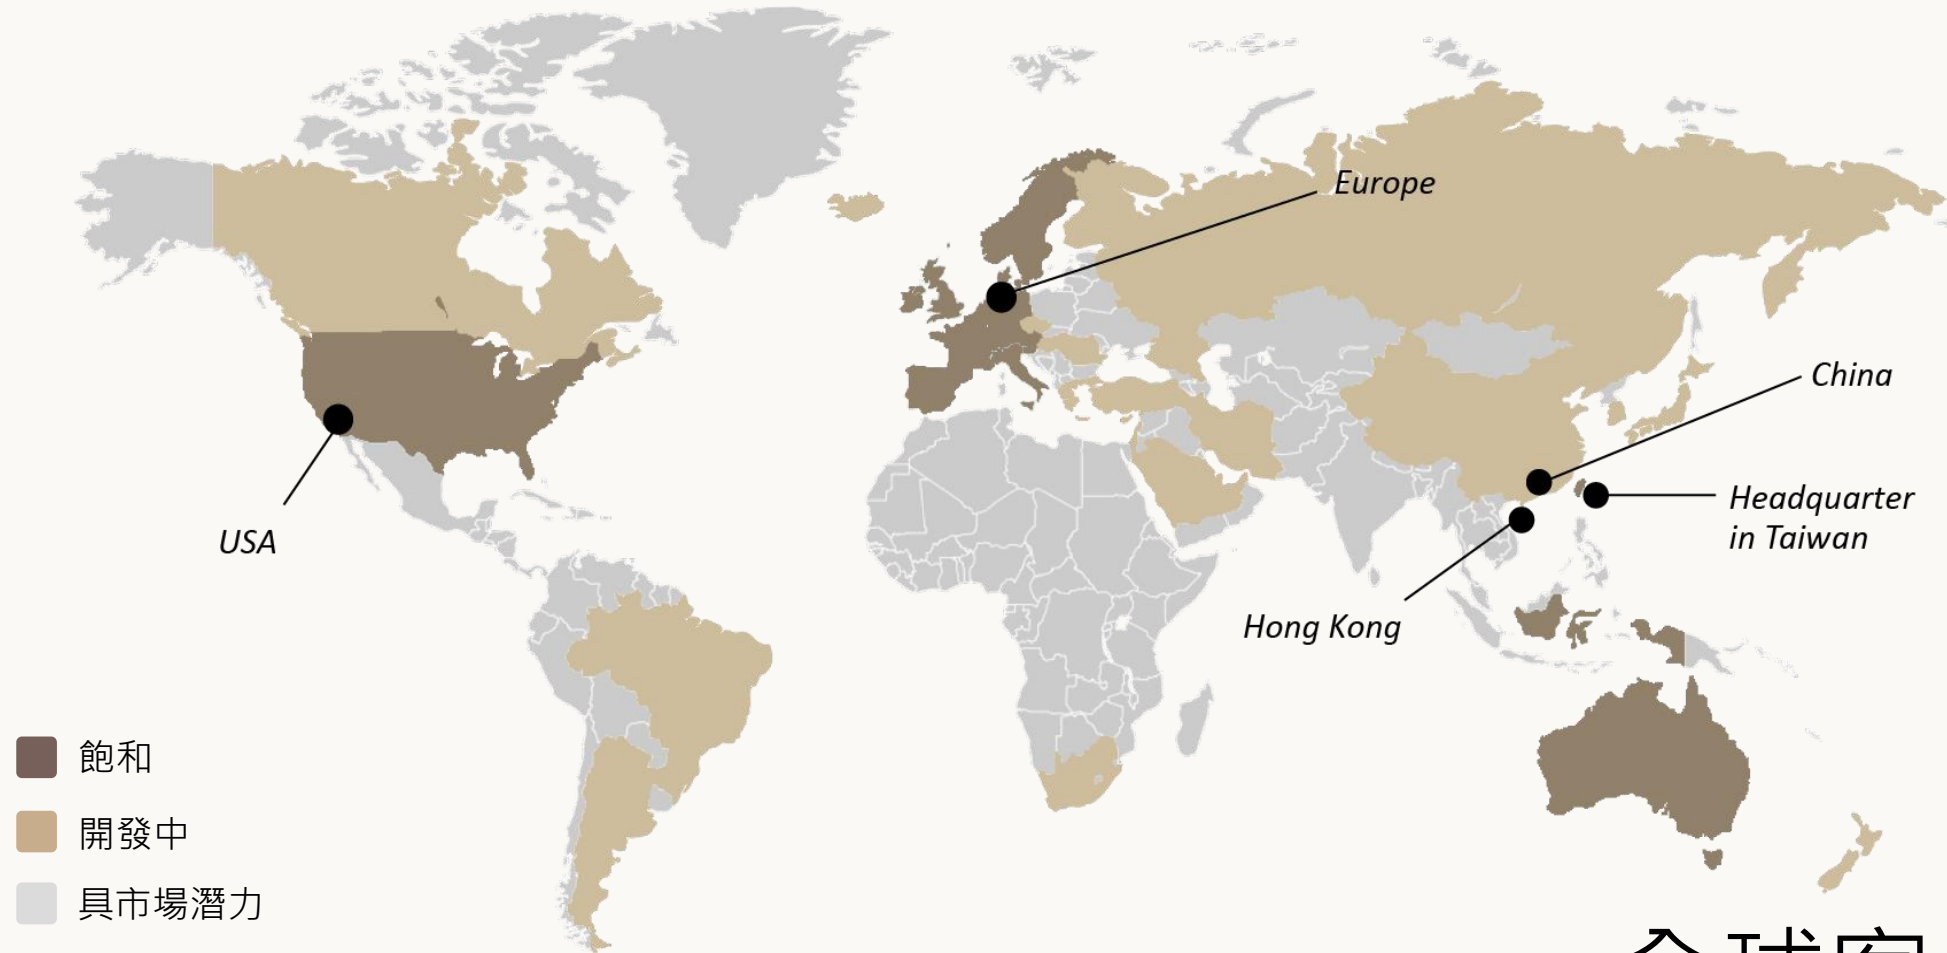 Europe
China
Headquarter
in Taiwan
USA
Hong Kong
飽和
開發中
具市場潛力